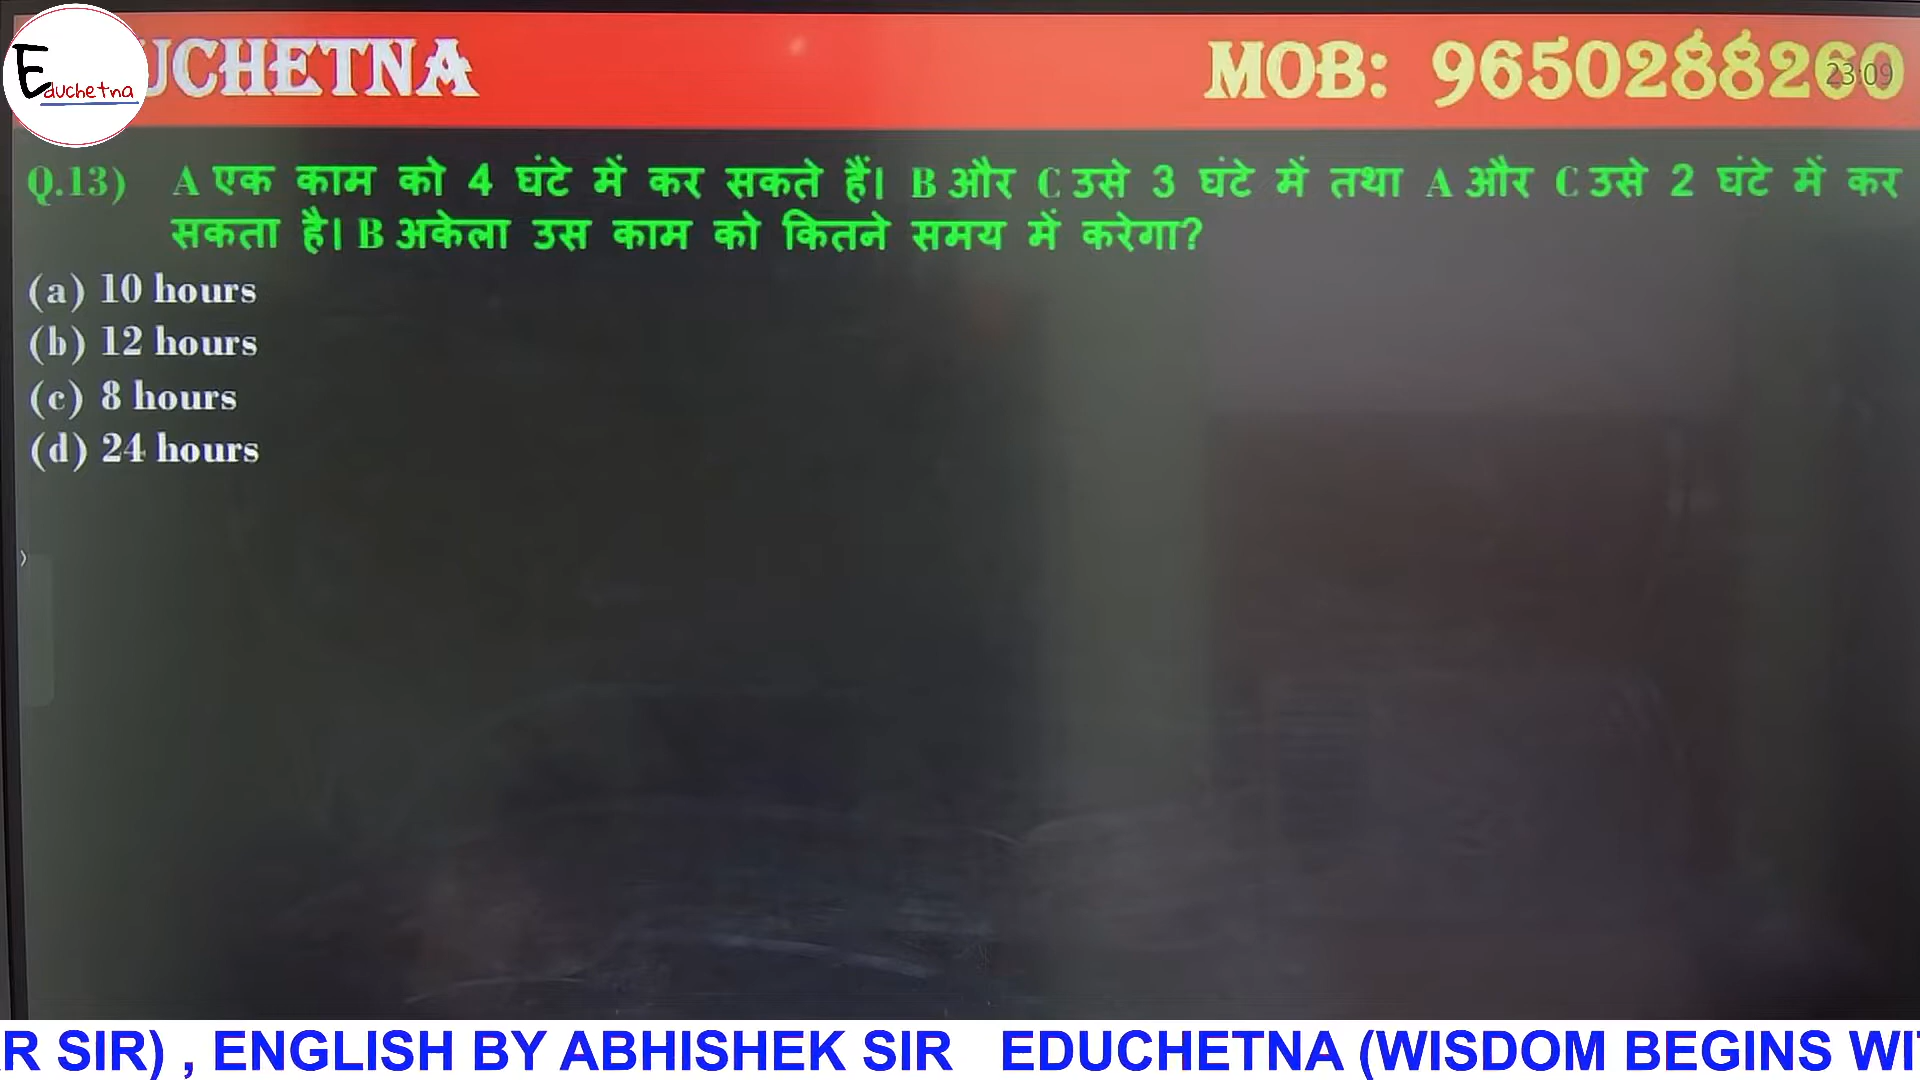 Educhetna
UCHETNA
MOB: 9650288260
23:09
Q.13) A एक काम को 4 घंटे में कर सकते हैं। B और C उसे 3 घंटे में तथा A और C उसे 2 घंटे में कर
सकता है। B अकेला उस काम को कितने समय में करेगा?
(a) 10 hours
(b) 12 hours
(c) 8 hours
(d) 24 hours
R SIR) , ENGLISH BY ABHISHEK SIR EDUCHETNA (WISDOM BEGINS WI